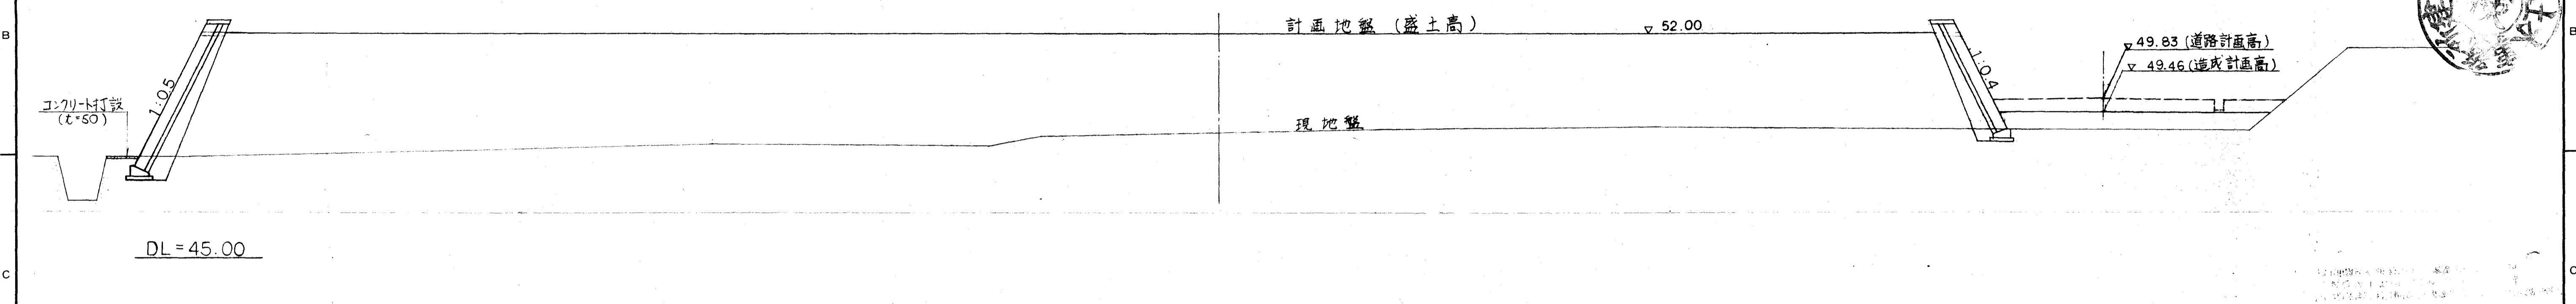 B
計画地盤 (盛土高)
▽ 52.00
B
▽ 49.83 (道路計画高)
▽ 49.46 (造成計画高)
1:0.5
1:0.4
コンクリート打設
(t=50)
現地盤
DL=45.00
C
C